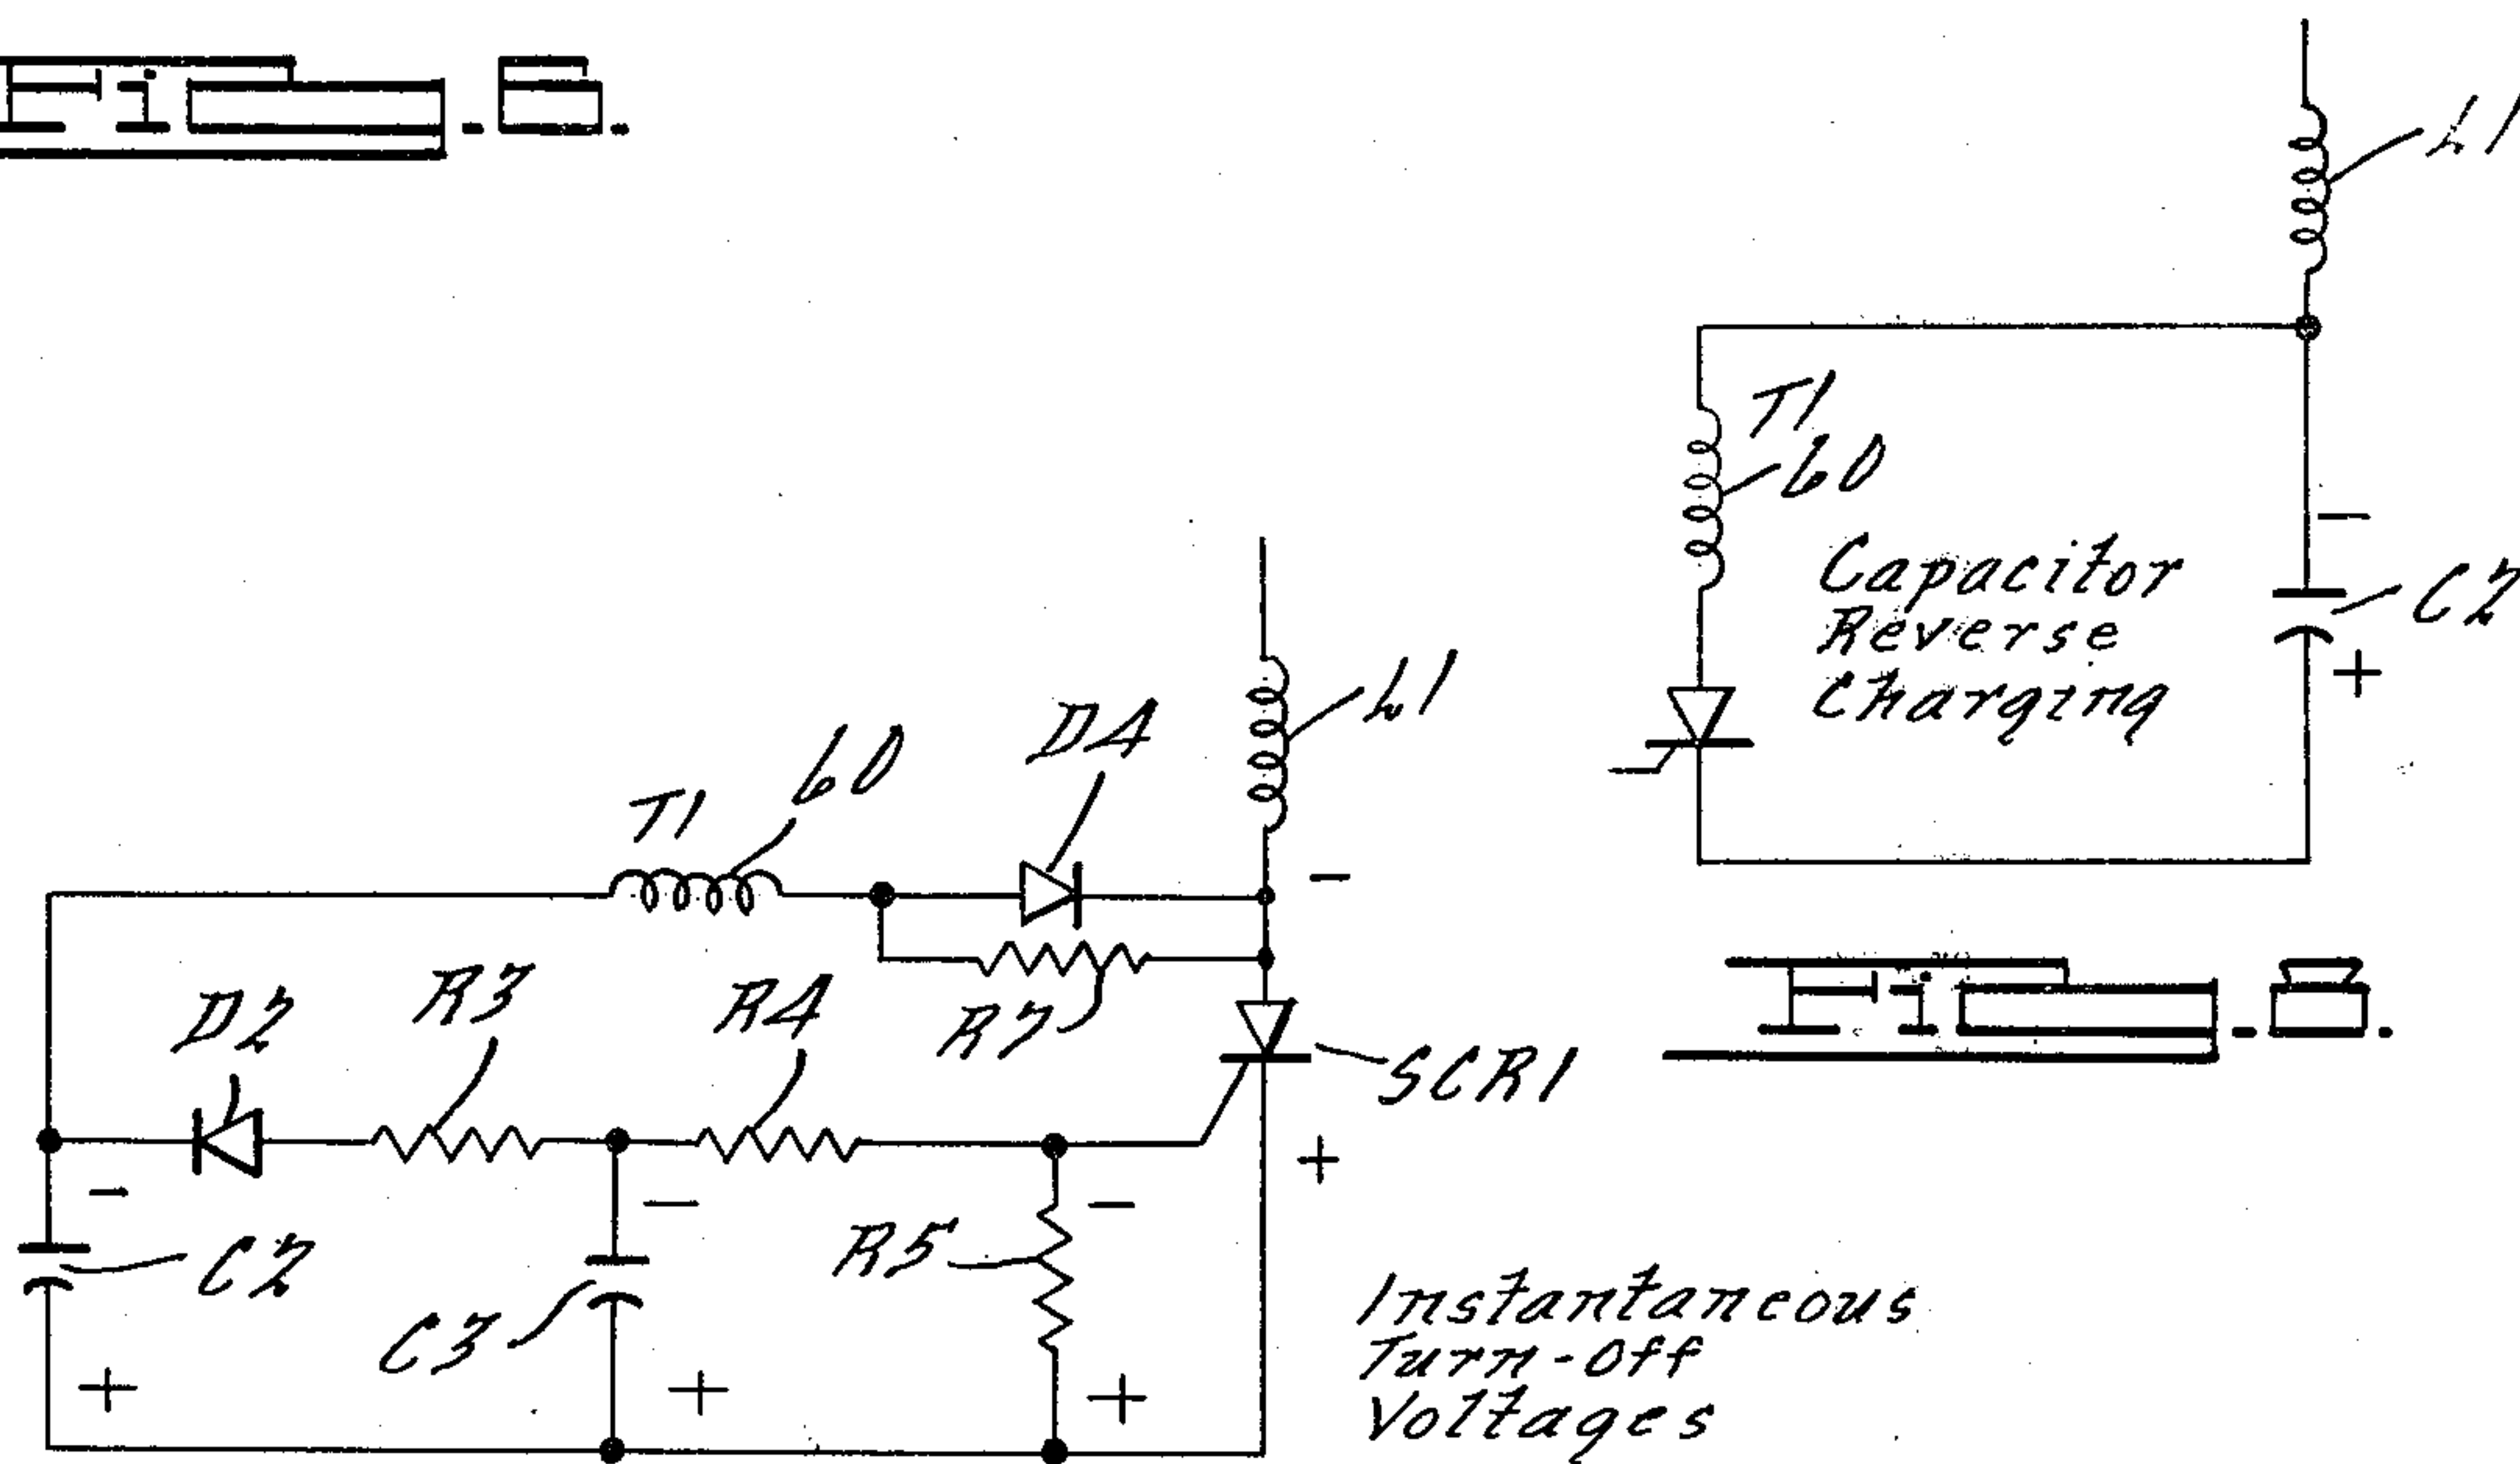 Fig. 6.
L1
T1
60
Capacitor
Reverse
Charging
−
C2
+
Fig. 8.
L1
D4
60
T1
−
D2
R3
R4
R7
SCR1
+
−
C2
+
−
C3
+
R5
−
+
Instantaneous
Turn-Off
Voltages